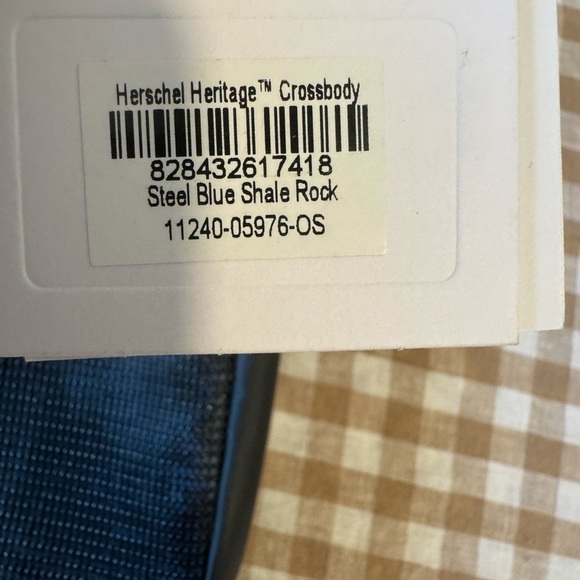 Herschel Heritage™ Crossbody
828432617418
Steel Blue Shale Rock
11240-05976-OS